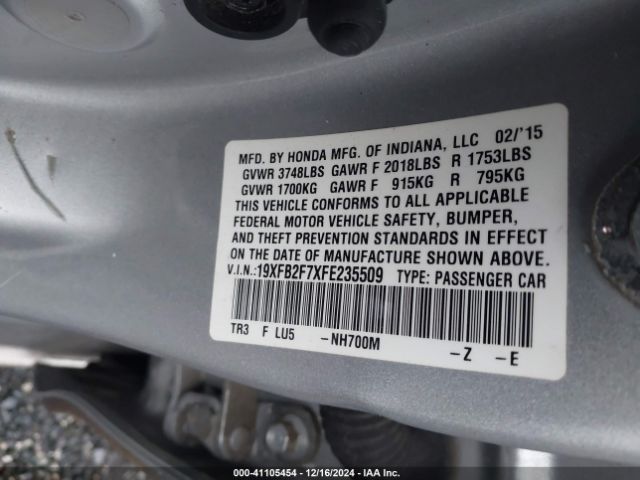 MFD. BY HONDA MFG. OF INDIANA, LLC 02/'15
GVWR 3748LBS GAWR F 2018LBS R 1753LBS
GVWR 1700KG GAWR F 915KG R 795KG
THIS VEHICLE CONFORMS TO ALL APPLICABLE
FEDERAL MOTOR VEHICLE SAFETY, BUMPER,
AND THEFT PREVENTION STANDARDS IN EFFECT
ON THE DATE OF MANUFACTURE SHOWN ABOVE.
V.I.N.:19XFB2F7XFE235509 TYPE: PASSENGER CAR
TR3 F LU5 -NH700M -Z -E
000-41105454 - 12/16/2024 - IAA Inc.